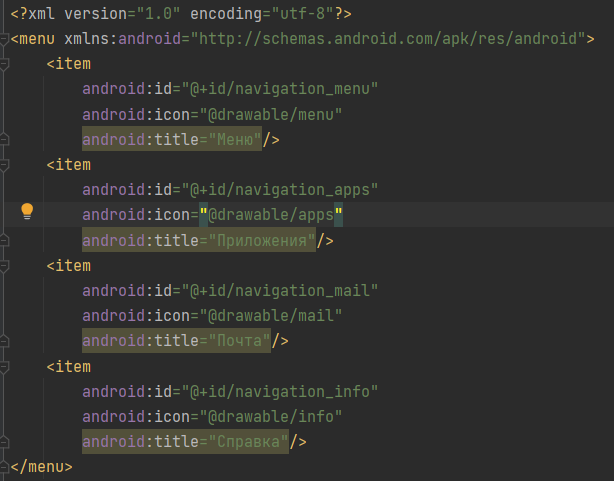 <?xml version="1.0" encoding="utf-8"?>
<menu xmlns:android="http://schemas.android.com/apk/res/android">
    <item
        android:id="@+id/navigation_menu"
        android:icon="@drawable/menu"
        android:title="Меню"/>
    <item
        android:id="@+id/navigation_apps"
        android:icon="@drawable/apps"
        android:title="Приложения"/>
    <item
        android:id="@+id/navigation_mail"
        android:icon="@drawable/mail"
        android:title="Почта"/>
    <item
        android:id="@+id/navigation_info"
        android:icon="@drawable/info"
        android:title="Справка"/>
</menu>